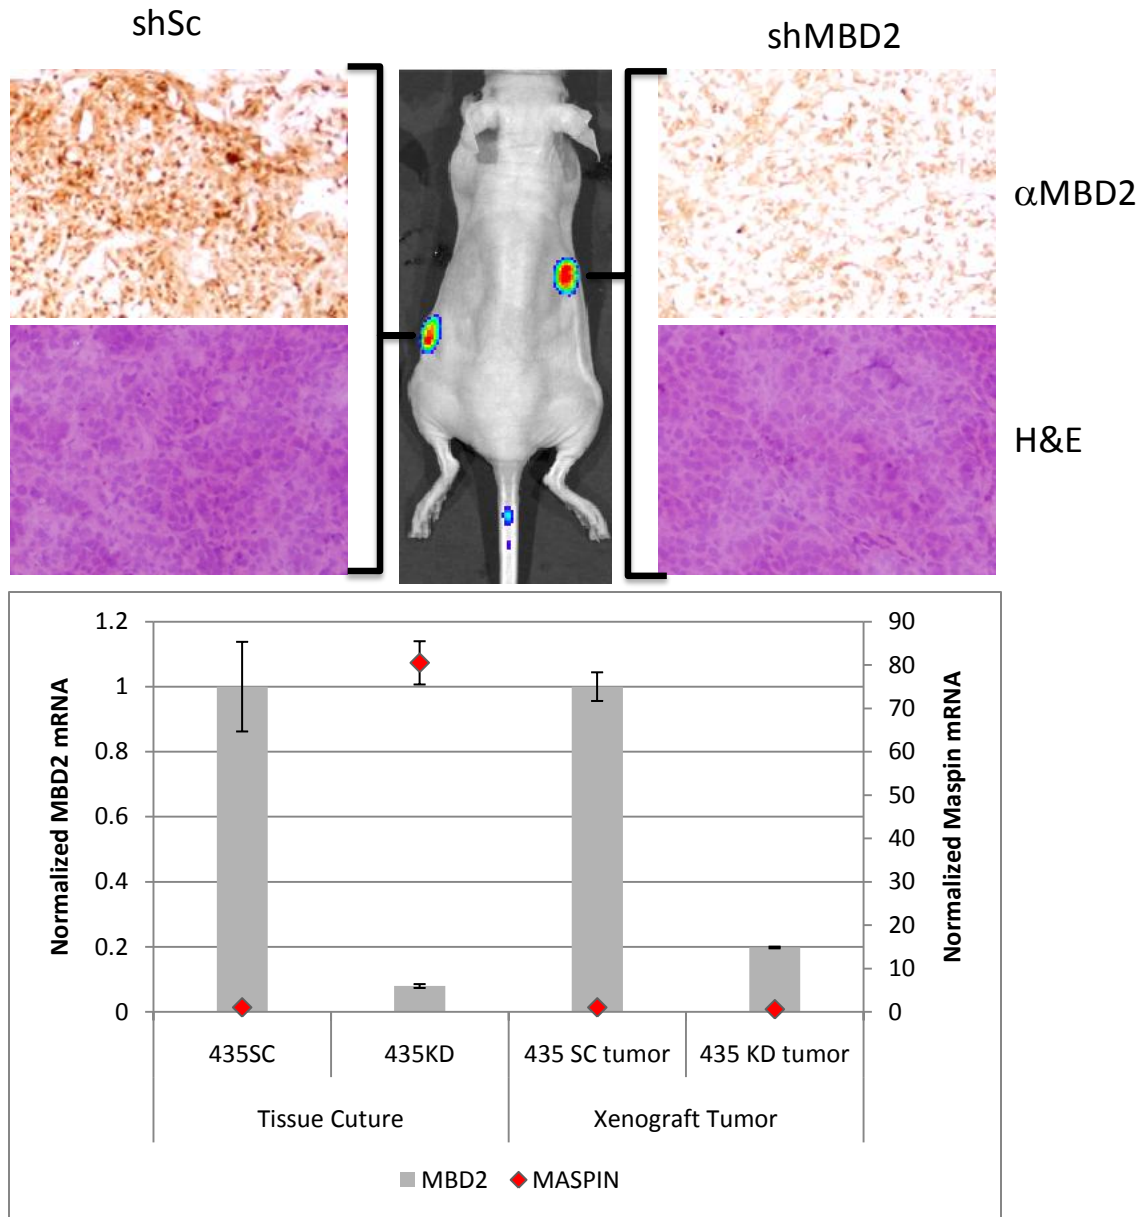 shSc
shMBD2
αMBD2
H&E
Normalized MBD2 mRNA
1.2
1
0.8
0.6
0.4
0.2
0
90
80
70
60
50
40
30
20
10
0
Normalized Maspin mRNA
435SC 435KD 435 SC tumor 435 KD tumor
Tissue Cuture Xenograft Tumor
MBD2 MASPIN